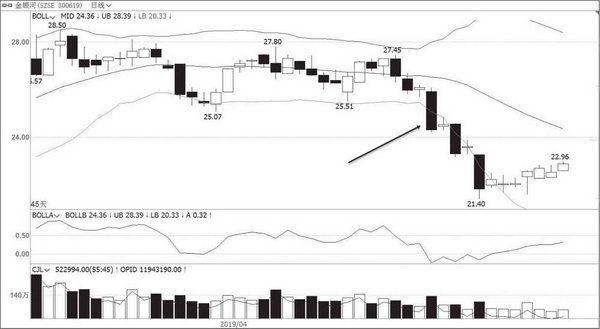 金银河(SZSE 300619) 日线
BOLL MID 24.36↓ UB 28.39↓ LB 20.33↓
28.50
28.00
27.80
27.45
5.57
25.07
25.51
24.00
22.96
21.40
45天
BOLLA BOLLB 24.36↓ UB 28.39↓ LB 20.33↓ A 0.32↑
0.50
0.00
CJL 522994.00(55:45)↑ OPID 11943190.00↑
140万
2019/04